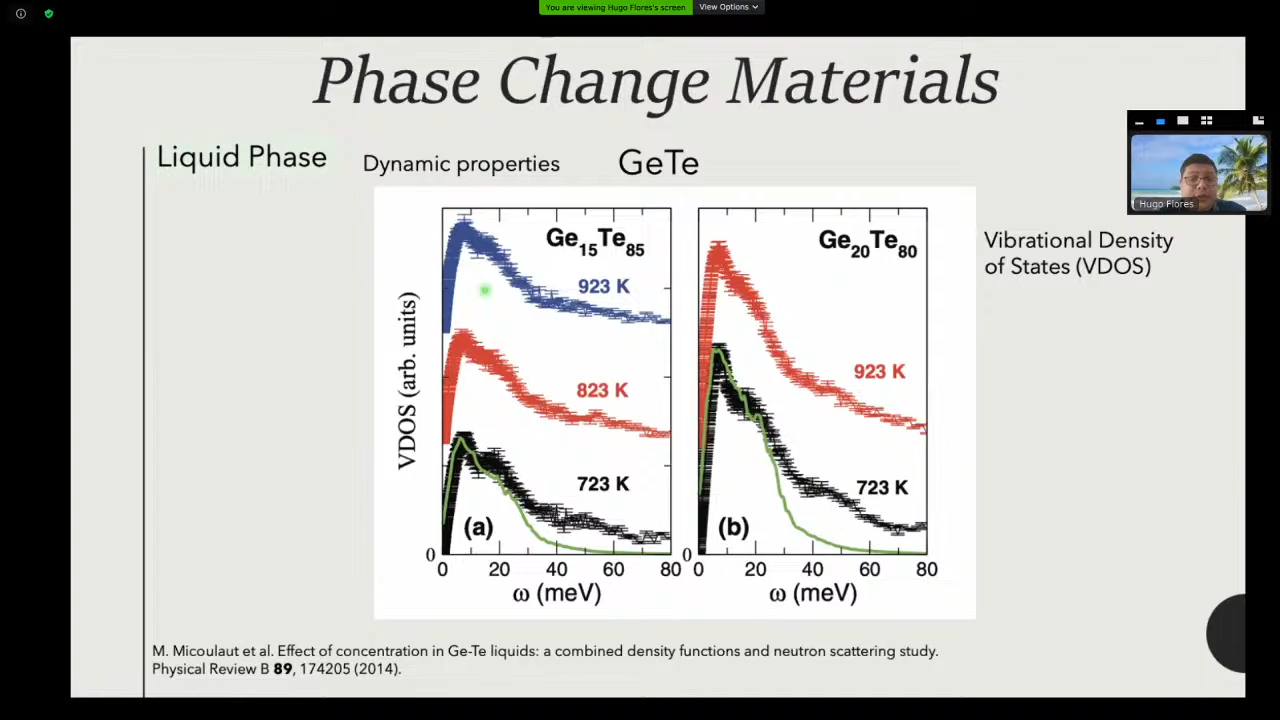 You are viewing Hugo Flores's screen
View Options
Phase Change Materials
Liquid Phase
Dynamic properties
GeTe
Hugo Flores
Vibrational Density
of States (VDOS)
VDOS (arb. units)
Ge15Te85
923 K
823 K
723 K
(a)
0
0 20 40 60 80
ω (meV)
Ge20Te80
923 K
723 K
(b)
0
0 20 40 60 80
ω (meV)
M. Micoulaut et al. Effect of concentration in Ge-Te liquids: a combined density functions and neutron scattering study.
Physical Review B 89, 174205 (2014).